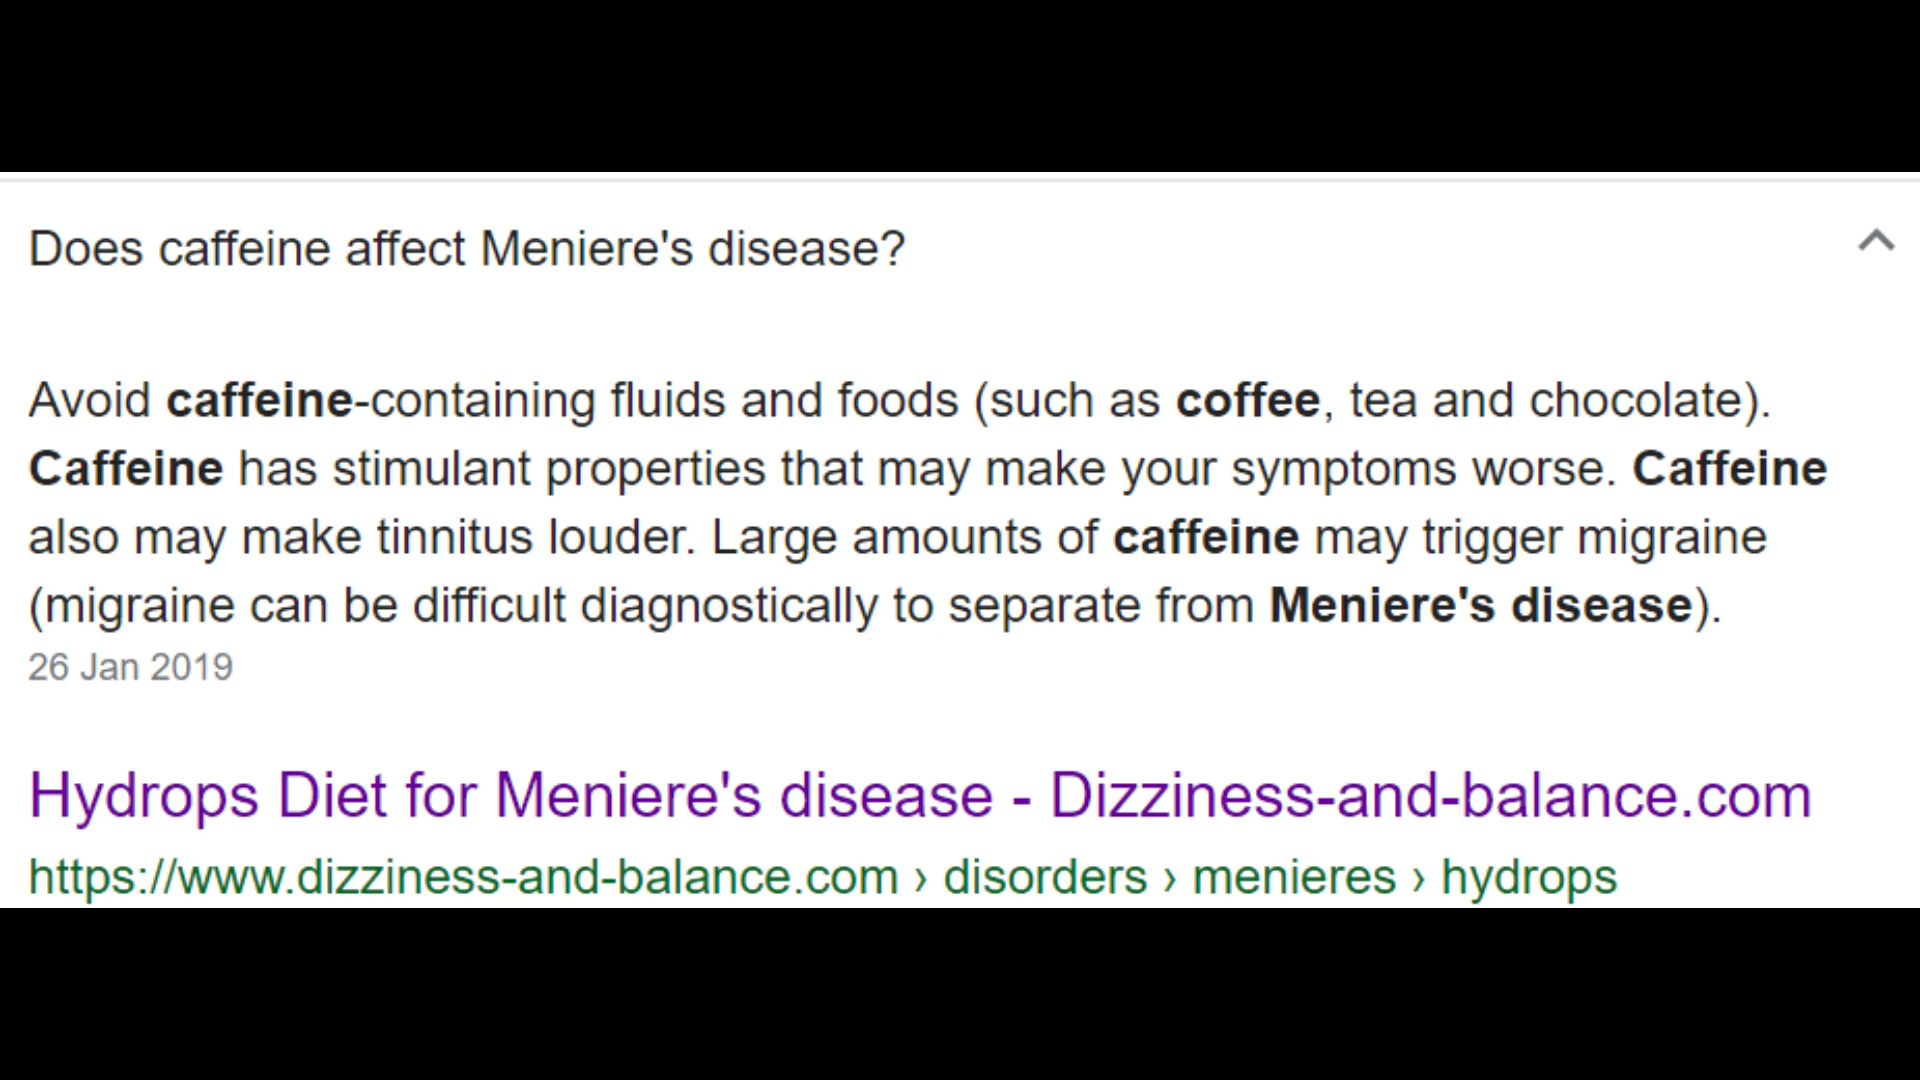 Does caffeine affect Meniere's disease?
Avoid caffeine-containing fluids and foods (such as coffee, tea and chocolate).
Caffeine has stimulant properties that may make your symptoms worse. Caffeine
also may make tinnitus louder. Large amounts of caffeine may trigger migraine
(migraine can be difficult diagnostically to separate from Meniere's disease).
26 Jan 2019
Hydrops Diet for Meniere's disease - Dizziness-and-balance.com
https://www.dizziness-and-balance.com › disorders › menieres › hydrops